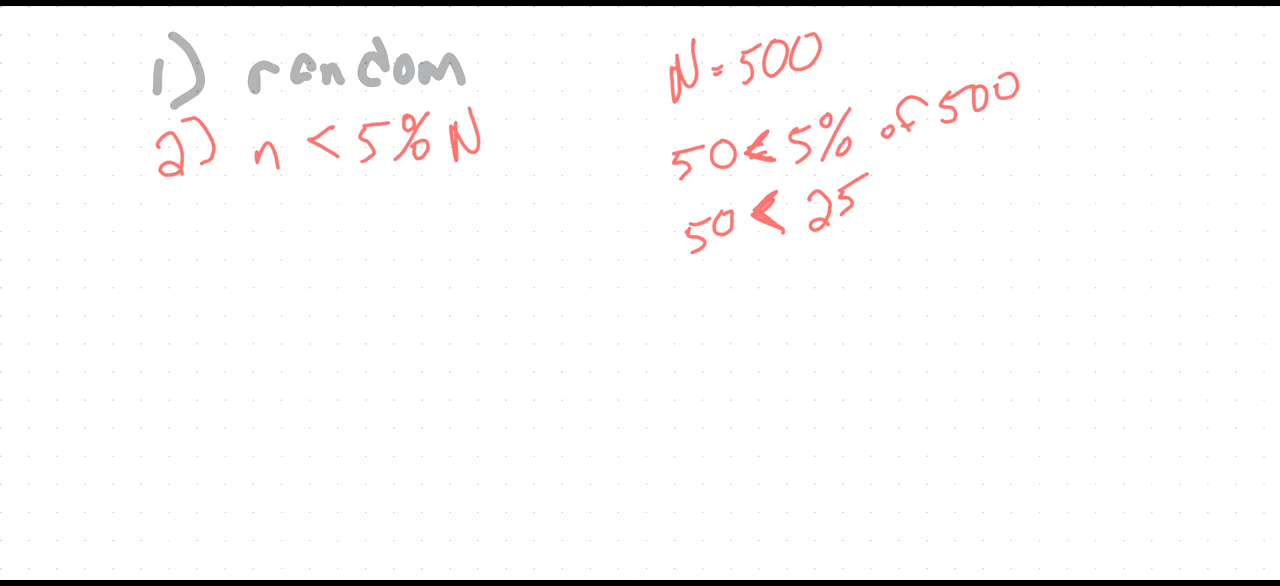 1) random
2) n < 5% N
N = 500
50 < 5% of 500
50 < 25